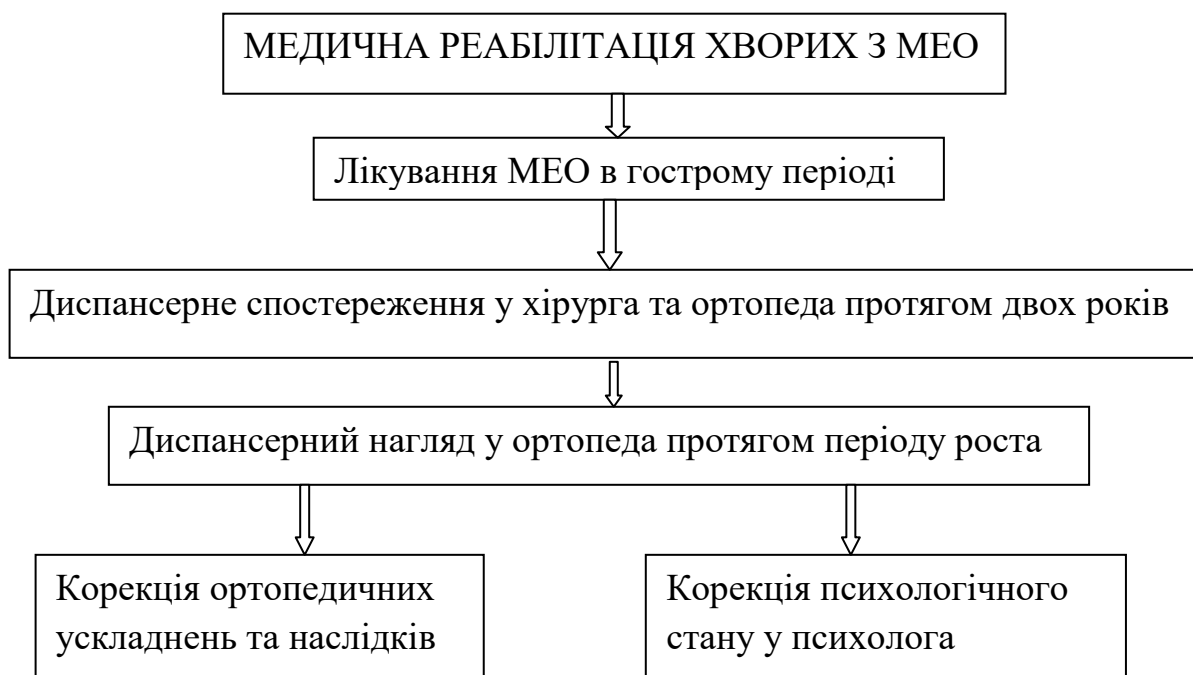 МЕДИЧНА РЕАБІЛІТАЦІЯ ХВОРИХ З МЕО
Лікування МЕО в гострому періоді
Диспансерне спостереження у хірурга та ортопеда протягом двох років
Диспансерний нагляд у ортопеда протягом періоду роста
Корекція ортопедичних
ускладнень та наслідків
Корекція психологічного
стану у психолога